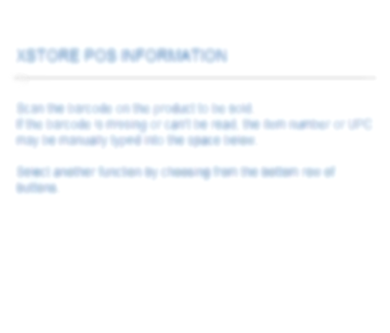 XSTORE POS INFORMATION
Scan the barcode on the product to be sold.
If the barcode is missing or can't be read, the item number or UPC
may be manually typed into the space below.
Select another function by choosing from the bottom row of
buttons.